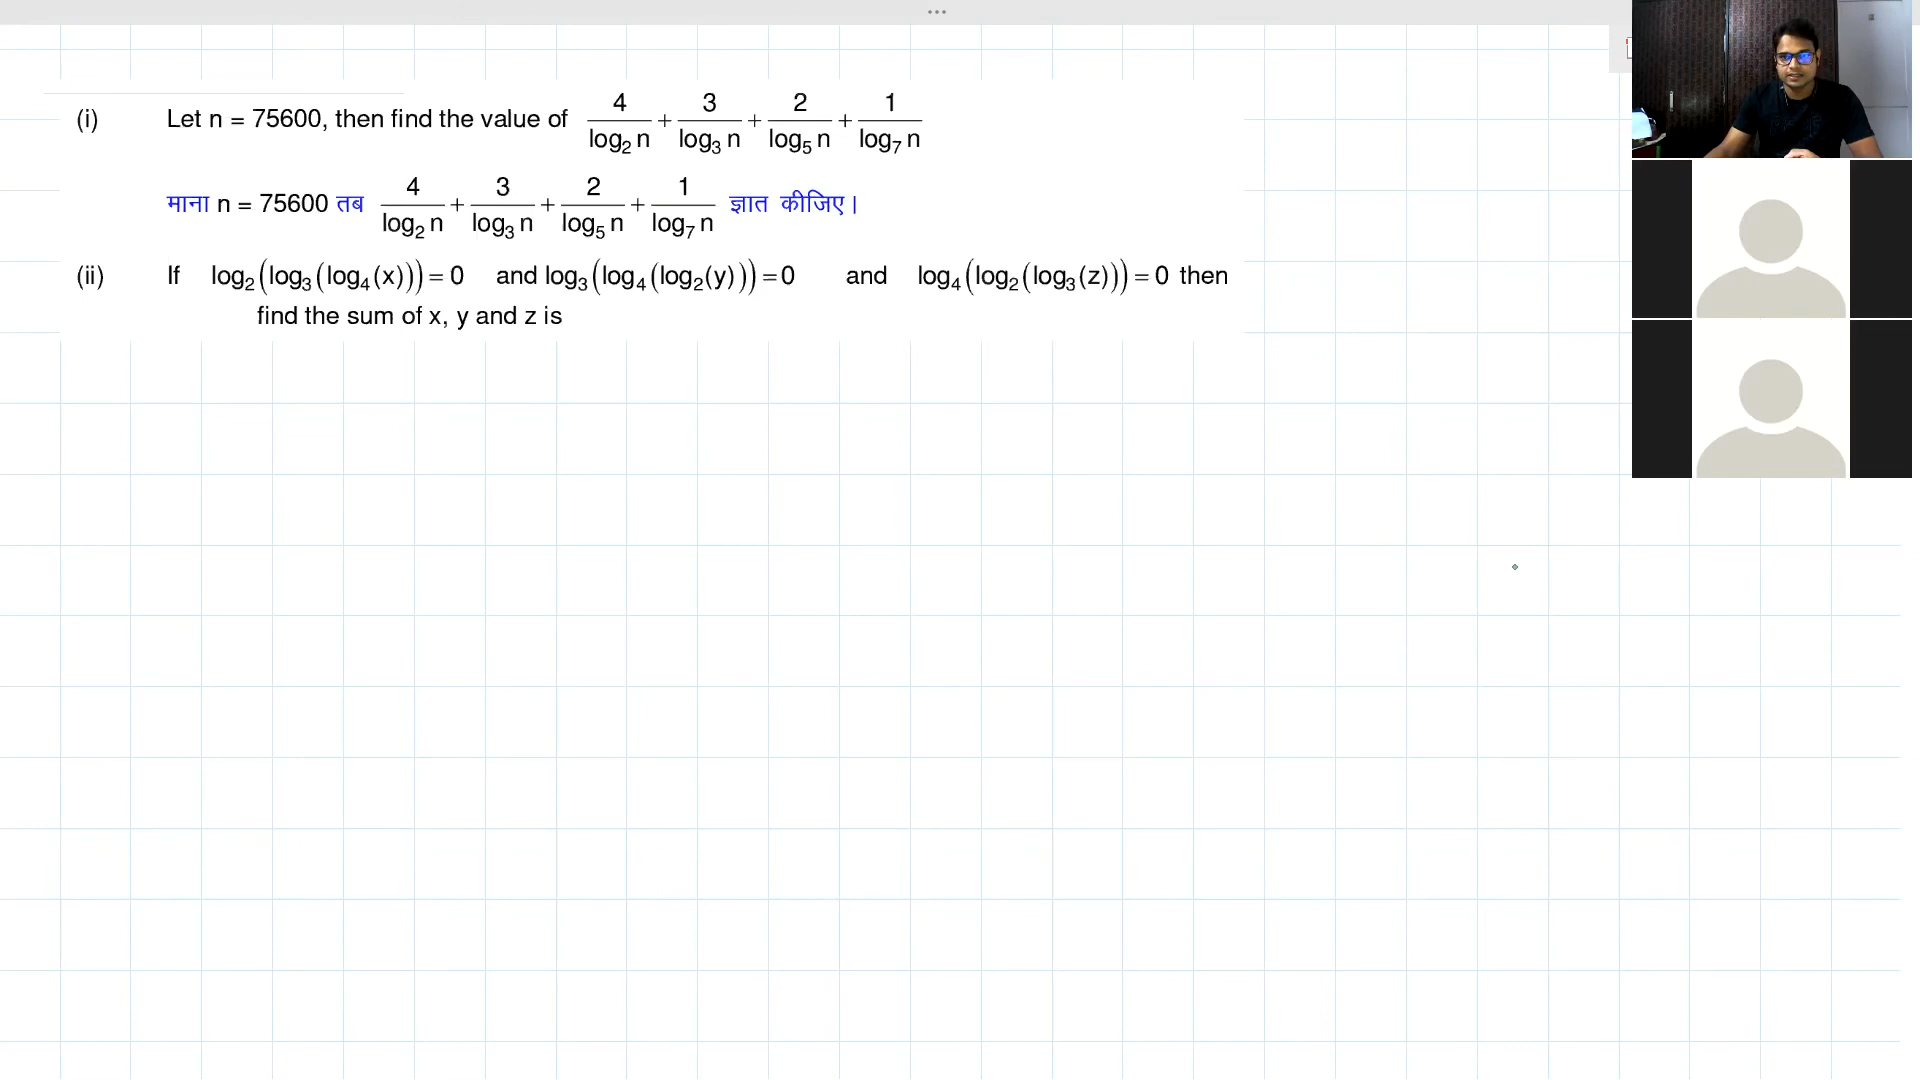 (i) Let n = 75600, then find the value of 4/log₂ n + 3/log₃ n + 2/log₅ n + 1/log₇ n
माना n = 75600 तब 4/log₂ n + 3/log₃ n + 2/log₅ n + 1/log₇ n ज्ञात कीजिए।
(ii) If log₂(log₃(log₄(x))) = 0 and log₃(log₄(log₂(y))) = 0 and log₄(log₂(log₃(z))) = 0 then
find the sum of x, y and z is